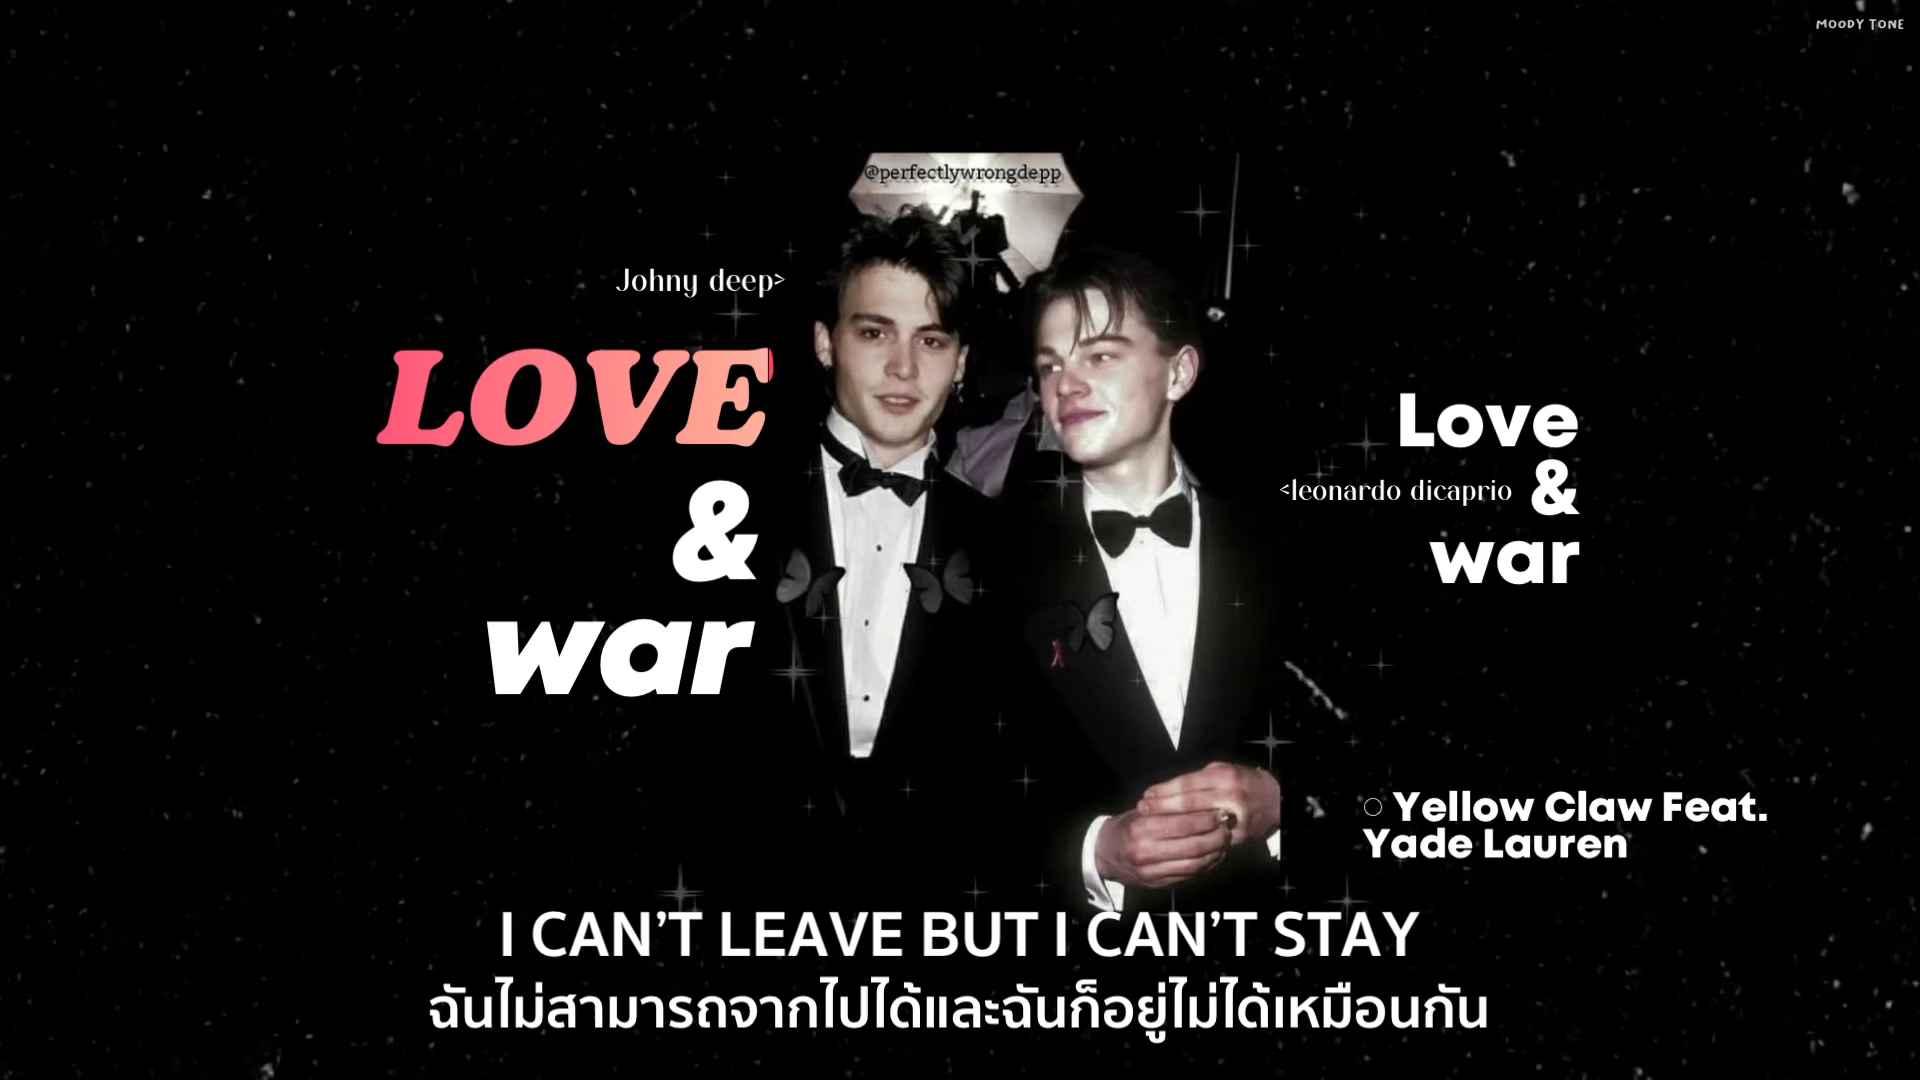 MOODY TONE
@perfectlywrongdepp
Johny deep>
LOVE
&
war
Love
<leonardo dicaprio &
war
○ Yellow Claw Feat.
Yade Lauren
I CAN’T LEAVE BUT I CAN’T STAY
ฉันไม่สามารถจากไปได้และฉันก็อยู่ไม่ได้เหมือนกัน